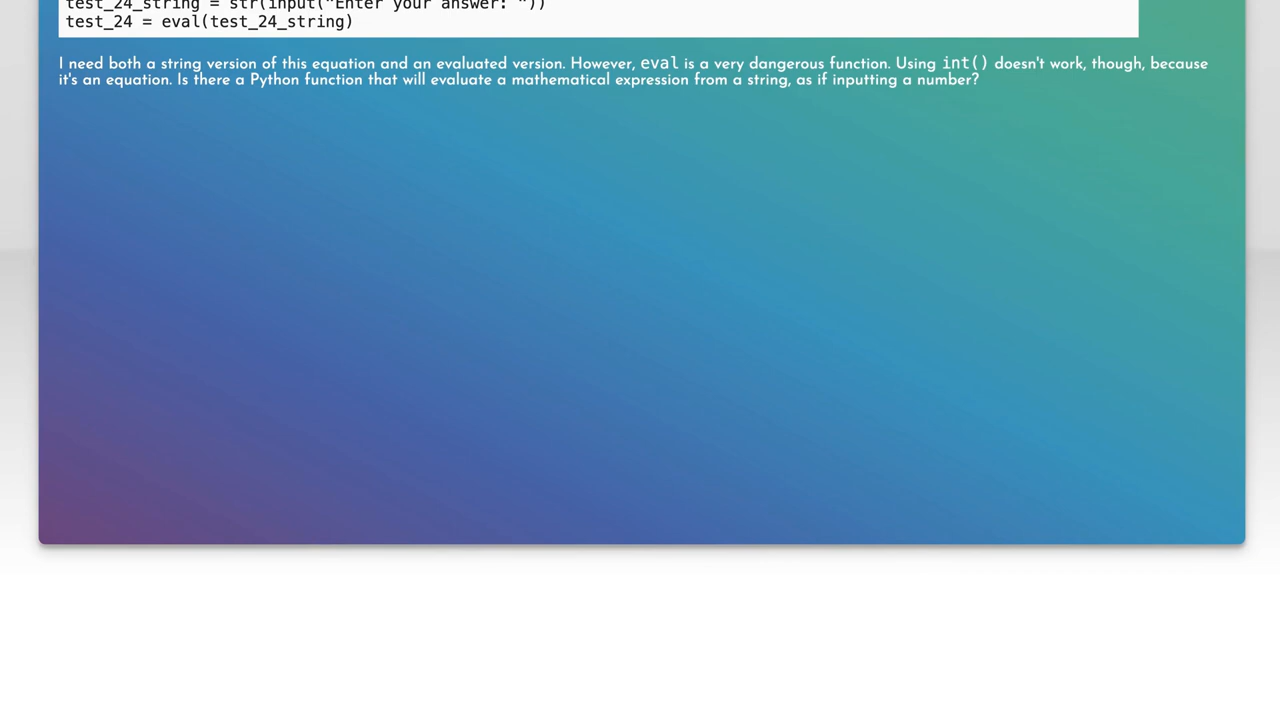 test_24_string = str(input("Enter your answer: "))
test_24 = eval(test_24_string)
I need both a string version of this equation and an evaluated version. However, eval is a very dangerous function. Using int() doesn't work, though, because
it's an equation. Is there a Python function that will evaluate a mathematical expression from a string, as if inputting a number?